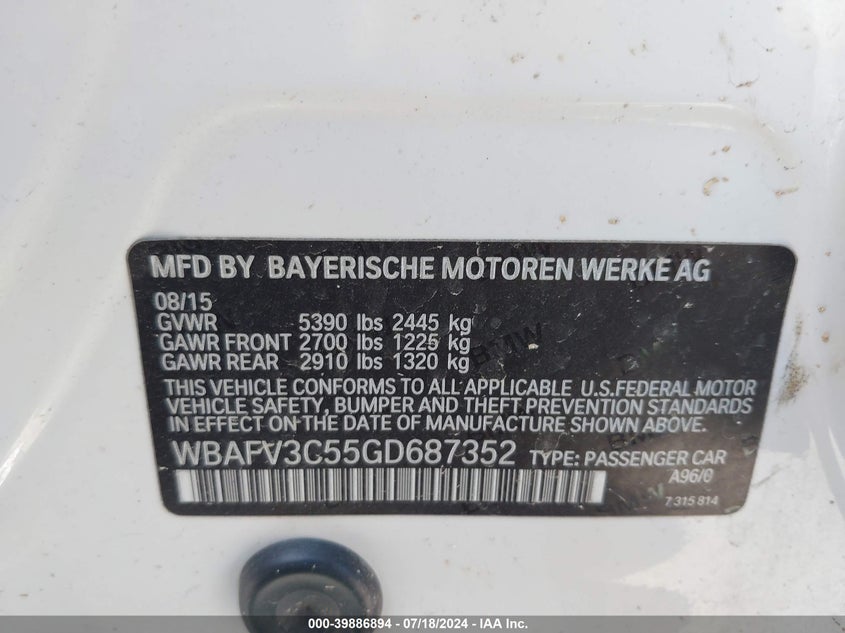 MFD BY BAYERISCHE MOTOREN WERKE AG
08/15
GVWR 5390 lbs 2445 kg
GAWR FRONT 2700 lbs 1225 kg
GAWR REAR 2910 lbs 1320 kg
THIS VEHICLE CONFORMS TO ALL APPLICABLE U.S.FEDERAL MOTOR
VEHICLE SAFETY, BUMPER AND THEFT PREVENTION STANDARDS
IN EFFECT ON THE DATE OF MANUFACTURE SHOWN ABOVE.
WBAFV3C55GD687352 TYPE: PASSENGER CAR
A96/0
7 315 814
000-39886894 - 07/18/2024 - IAA Inc.